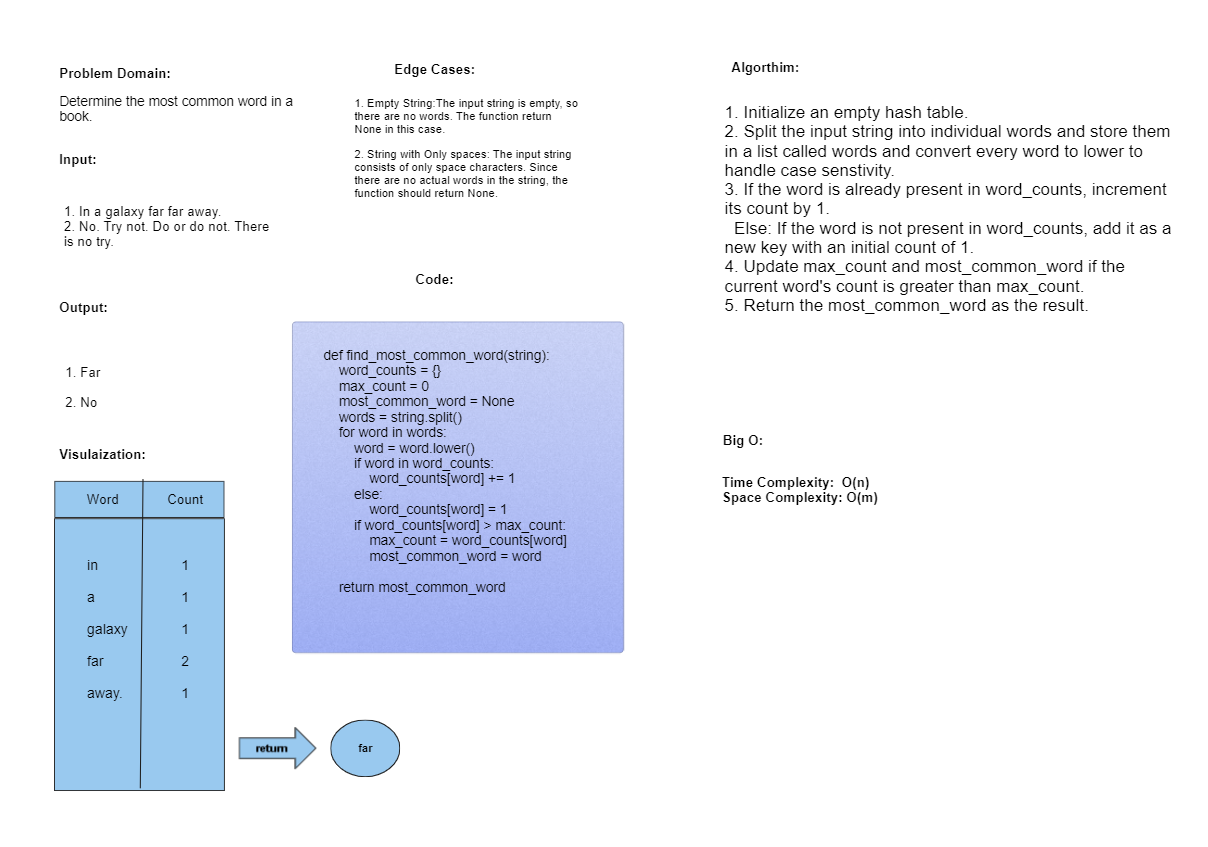 Problem Domain:
Determine the most common word in a
book.
Input:
1. In a galaxy far far away.
2. No. Try not. Do or do not. There
is no try.
Output:
1. Far
2. No
Visulaization:
Word Count
in 1
a 1
galaxy 1
far 2
away. 1
return
far
Edge Cases:
1. Empty String:The input string is empty, so
there are no words. The function return
None in this case.
2. String with Only spaces: The input string
consists of only space characters. Since
there are no actual words in the string, the
function should return None.
Code:
def find_most_common_word(string):
word_counts = {}
max_count = 0
most_common_word = None
words = string.split()
for word in words:
word = word.lower()
if word in word_counts:
word_counts[word] += 1
else:
word_counts[word] = 1
if word_counts[word] > max_count:
max_count = word_counts[word]
most_common_word = word
return most_common_word
Algorthim:
1. Initialize an empty hash table.
2. Split the input string into individual words and store them
in a list called words and convert every word to lower to
handle case senstivity.
3. If the word is already present in word_counts, increment
its count by 1.
Else: If the word is not present in word_counts, add it as a
new key with an initial count of 1.
4. Update max_count and most_common_word if the
current word's count is greater than max_count.
5. Return the most_common_word as the result.
Big O:
Time Complexity: O(n)
Space Complexity: O(m)